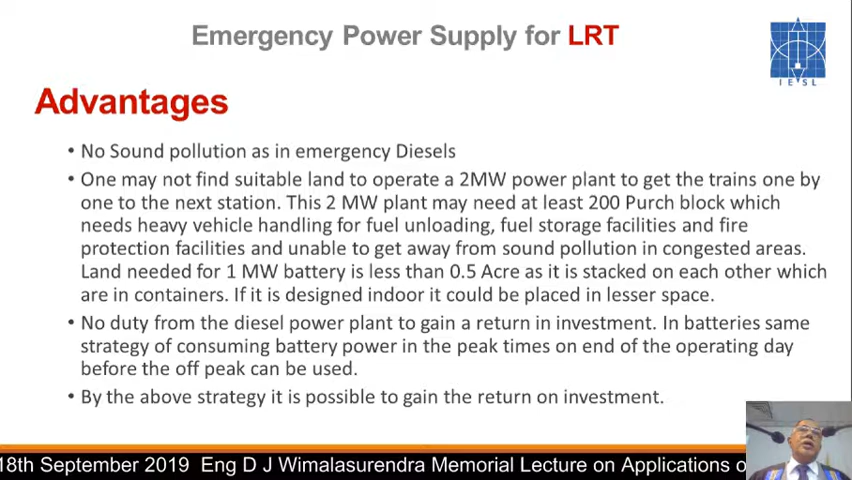 Emergency Power Supply for LRT
IESL
Advantages
• No Sound pollution as in emergency Diesels
• One may not find suitable land to operate a 2MW power plant to get the trains one by
one to the next station. This 2 MW plant may need at least 200 Purch block which
needs heavy vehicle handling for fuel unloading, fuel storage facilities and fire
protection facilities and unable to get away from sound pollution in congested areas.
Land needed for 1 MW battery is less than 0.5 Acre as it is stacked on each other which
are in containers. If it is designed indoor it could be placed in lesser space.
• No duty from the diesel power plant to gain a return in investment. In batteries same
strategy of consuming battery power in the peak times on end of the operating day
before the off peak can be used.
• By the above strategy it is possible to gain the return on investment.
18th September 2019 Eng D J Wimalasurendra Memorial Lecture on Applications o